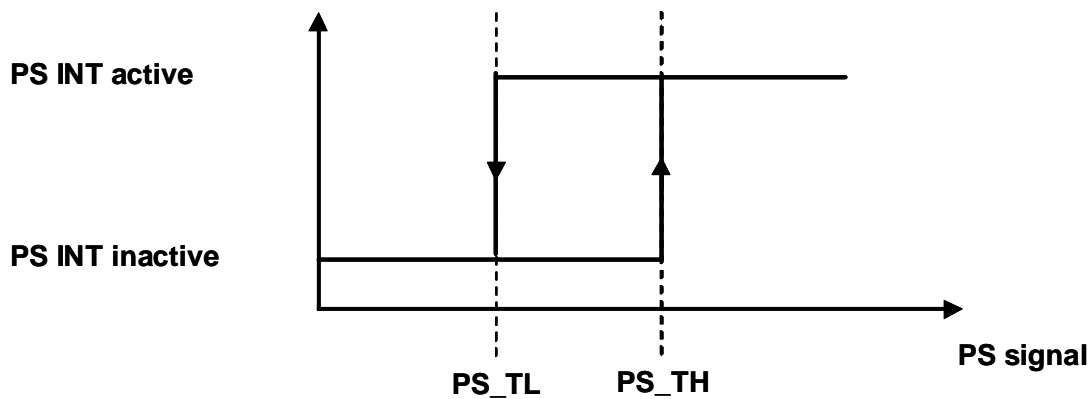 PS INT active
PS INT inactive
PS signal
PS_TL
PS_TH